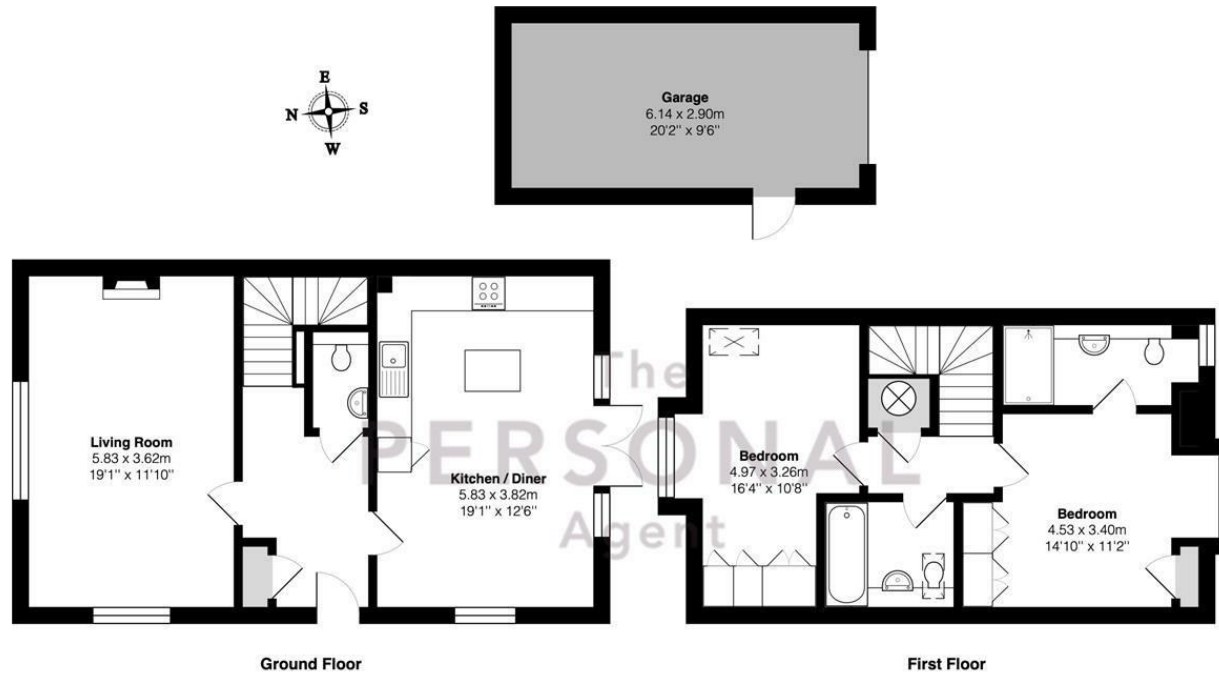 E
N S
W
Garage
6.14 x 2.90m
20'2" x 9'6"
Living Room
5.83 x 3.62m
19'1" x 11'10"
Kitchen / Diner
5.83 x 3.82m
19'1" x 12'6"
Bedroom
4.97 x 3.26m
16'4" x 10'8"
Bedroom
4.53 x 3.40m
14'10" x 11'2"
The
PERSONAL
Agent
Ground Floor
First Floor